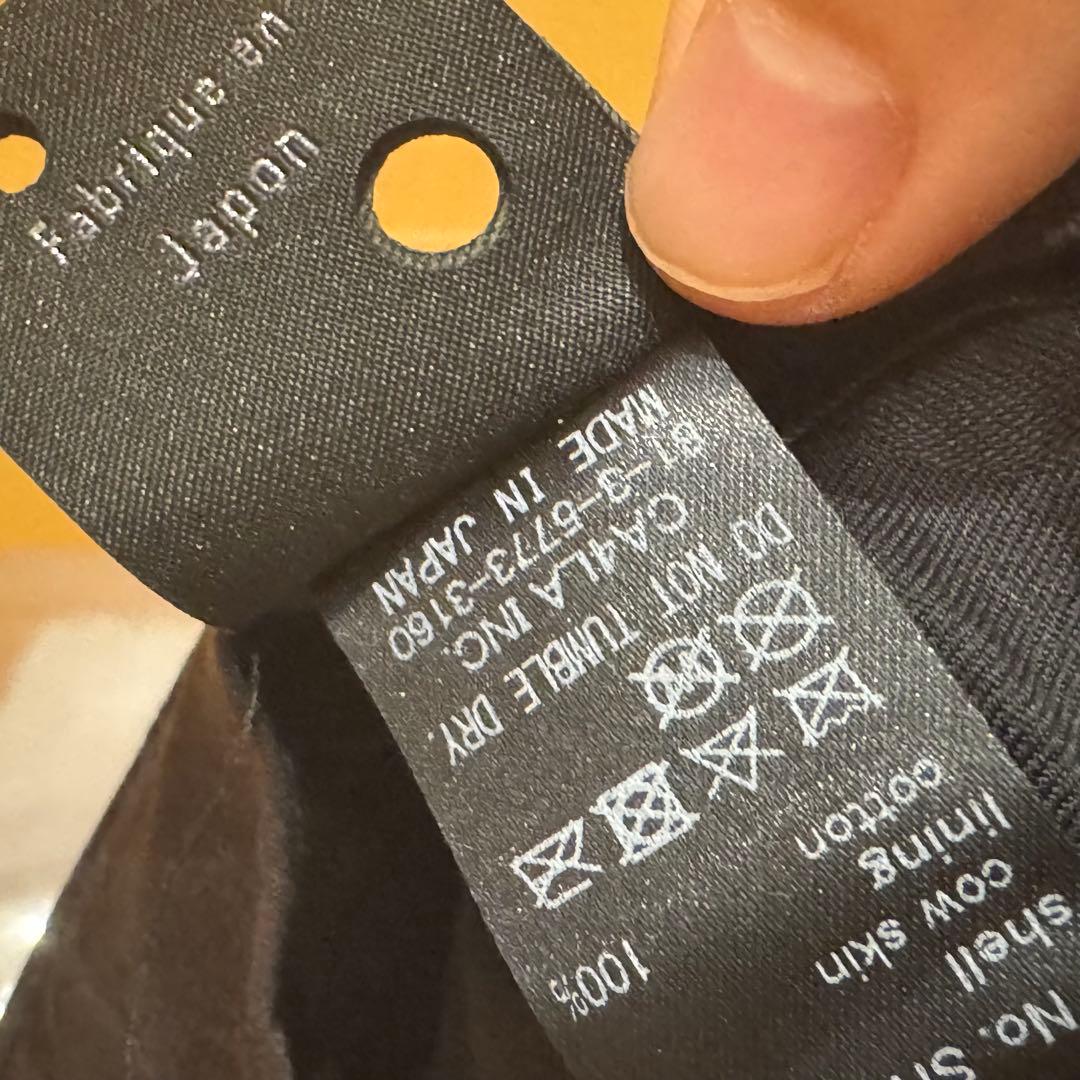 Fabriqué en
Japon
No.
shell
cow skin
lining
cotton 100%
DO NOT TUMBLE DRY.
CA4LA INC.
81-3-5773-3160
MADE IN JAPAN